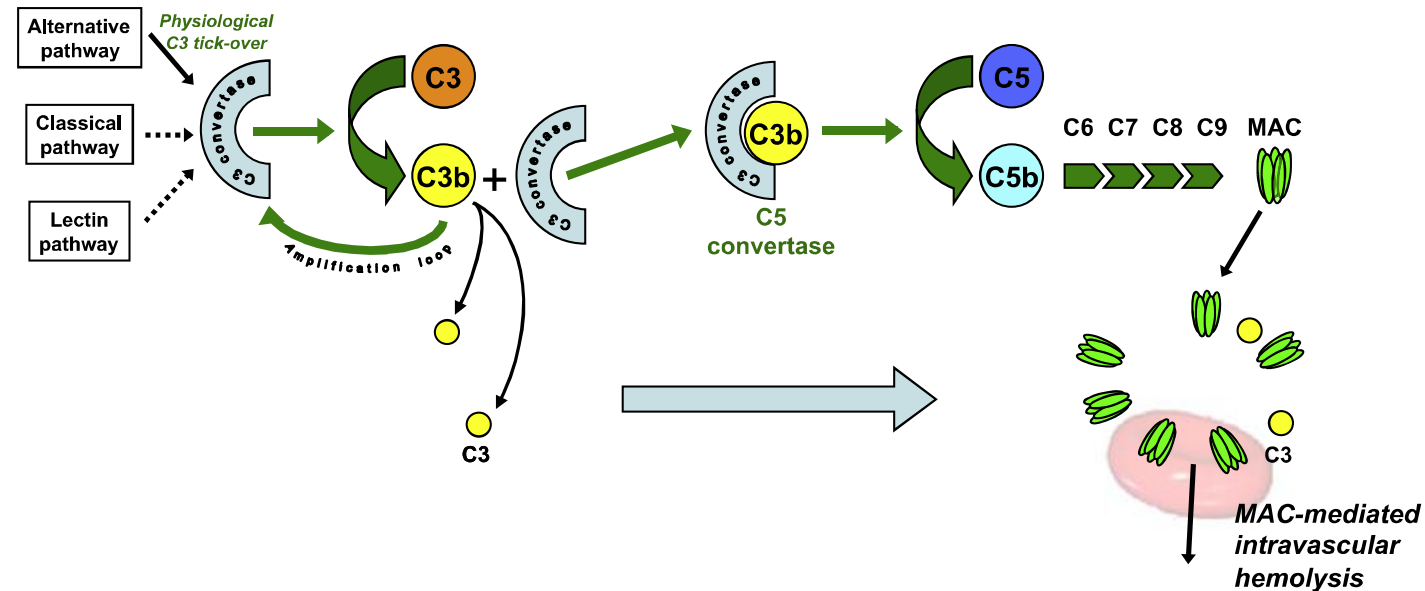 Alternative
pathway
Physiological
C3 tick-over
Classical
pathway
Lectin
pathway
C3 convertase
C3
C3b
+
C3 convertase
Amplification loop
C3
C3 convertase
C3b
C5
convertase
C5
C5b
C6 C7 C8 C9 MAC
C3
MAC-mediated
intravascular
hemolysis